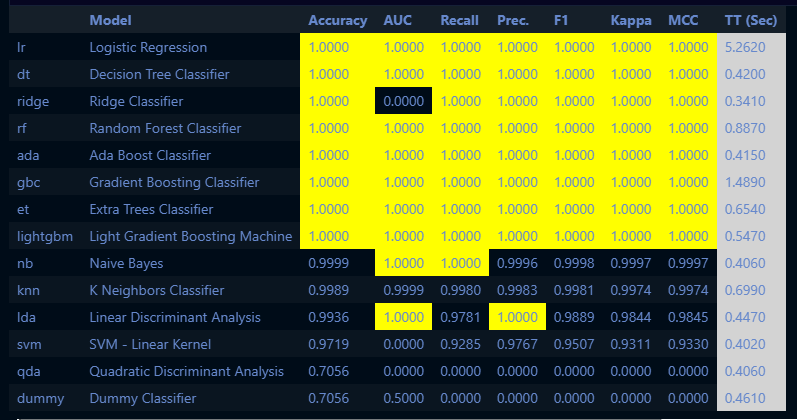 Model Accuracy AUC Recall Prec. F1 Kappa MCC TT (Sec)
lr Logistic Regression 1.0000 1.0000 1.0000 1.0000 1.0000 1.0000 1.0000 5.2620
dt Decision Tree Classifier 1.0000 1.0000 1.0000 1.0000 1.0000 1.0000 1.0000 0.4200
ridge Ridge Classifier 1.0000 0.0000 1.0000 1.0000 1.0000 1.0000 1.0000 0.3410
rf Random Forest Classifier 1.0000 1.0000 1.0000 1.0000 1.0000 1.0000 1.0000 0.8870
ada Ada Boost Classifier 1.0000 1.0000 1.0000 1.0000 1.0000 1.0000 1.0000 0.4150
gbc Gradient Boosting Classifier 1.0000 1.0000 1.0000 1.0000 1.0000 1.0000 1.0000 1.4890
et Extra Trees Classifier 1.0000 1.0000 1.0000 1.0000 1.0000 1.0000 1.0000 0.6540
lightgbm Light Gradient Boosting Machine 1.0000 1.0000 1.0000 1.0000 1.0000 1.0000 1.0000 0.5470
nb Naive Bayes 0.9999 1.0000 1.0000 0.9996 0.9998 0.9997 0.9997 0.4060
knn K Neighbors Classifier 0.9989 0.9999 0.9980 0.9983 0.9981 0.9974 0.9974 0.6990
lda Linear Discriminant Analysis 0.9936 1.0000 0.9781 1.0000 0.9889 0.9844 0.9845 0.4470
svm SVM - Linear Kernel 0.9719 0.0000 0.9285 0.9767 0.9507 0.9311 0.9330 0.4020
qda Quadratic Discriminant Analysis 0.7056 0.0000 0.0000 0.0000 0.0000 0.0000 0.0000 0.4060
dummy Dummy Classifier 0.7056 0.5000 0.0000 0.0000 0.0000 0.0000 0.0000 0.4610